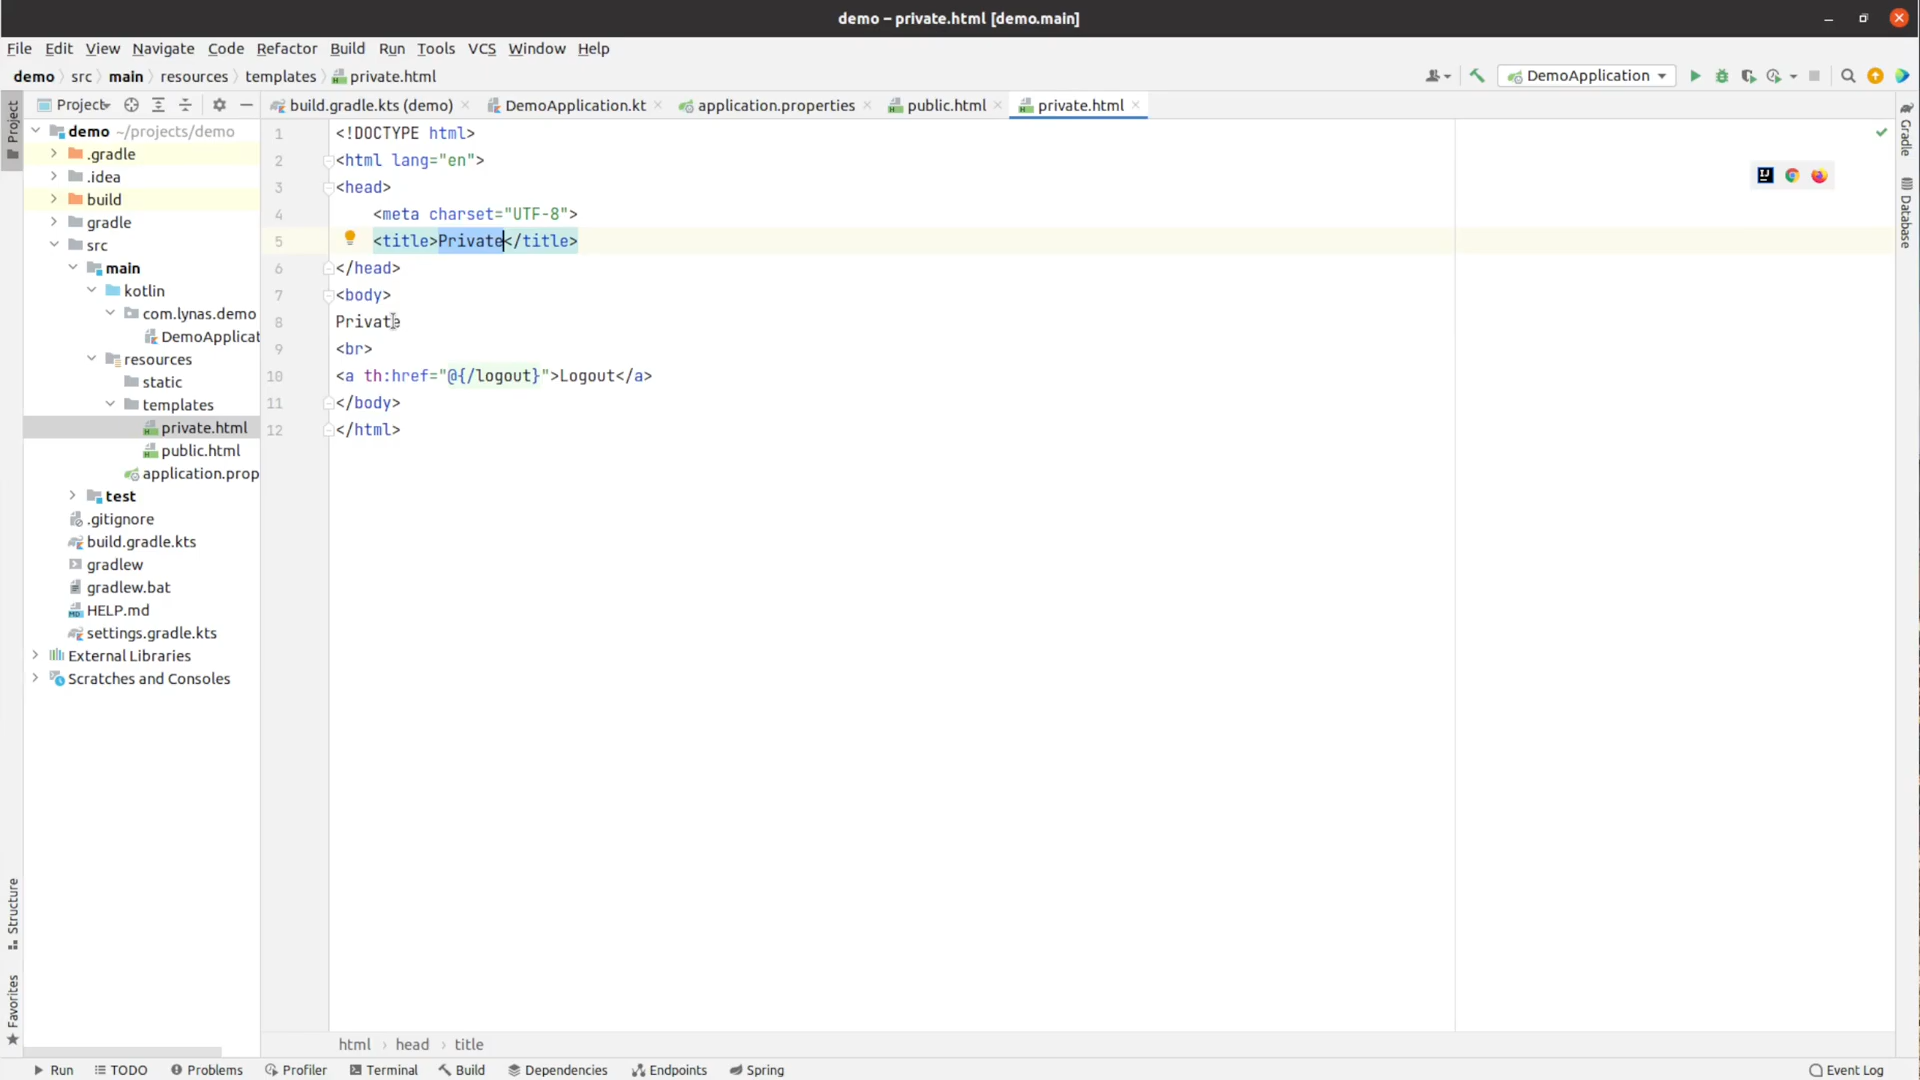 demo – private.html [demo.main]
File Edit View Navigate Code Refactor Build Run Tools VCS Window Help
demo src main resources templates private.html
DemoApplication
Project
build.gradle.kts (demo) DemoApplication.kt application.properties public.html private.html
Project
Gradle
Database
Structure
Favorites
demo ~/projects/demo
.gradle
.idea
build
gradle
src
main
kotlin
com.lynas.demo
DemoApplicat
resources
static
templates
private.html
public.html
application.prop
test
.gitignore
build.gradle.kts
gradlew
gradlew.bat
HELP.md
settings.gradle.kts
External Libraries
Scratches and Consoles
1 <!DOCTYPE html>
2 <html lang="en">
3 <head>
4 <meta charset="UTF-8">
5 <title>Private</title>
6 </head>
7 <body>
8 Private
9 <br>
10 <a th:href="@{/logout}">Logout</a>
11 </body>
12 </html>
html head title
Run TODO Problems Profiler Terminal Build Dependencies Endpoints Spring Event Log